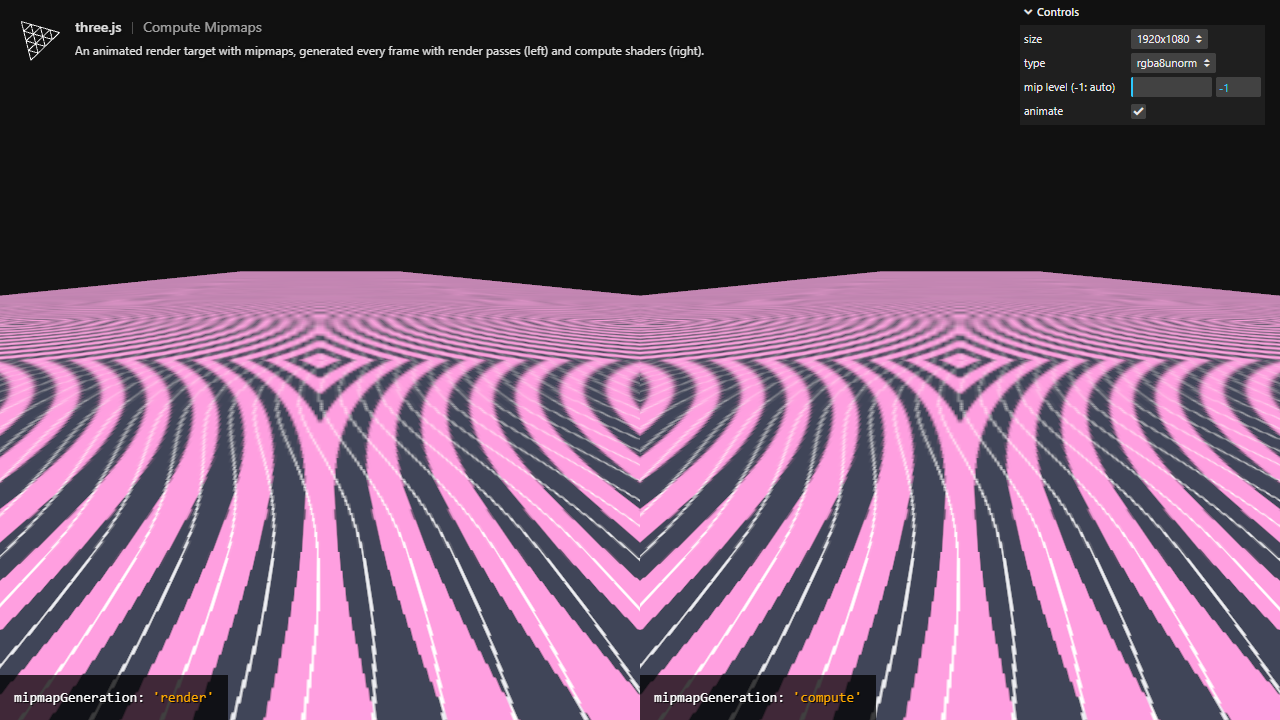 three.js | Compute Mipmaps
An animated render target with mipmaps, generated every frame with render passes (left) and compute shaders (right).
Controls
size 1920x1080
type rgba8unorm
mip level (-1: auto) -1
animate
mipmapGeneration: 'render'
mipmapGeneration: 'compute'